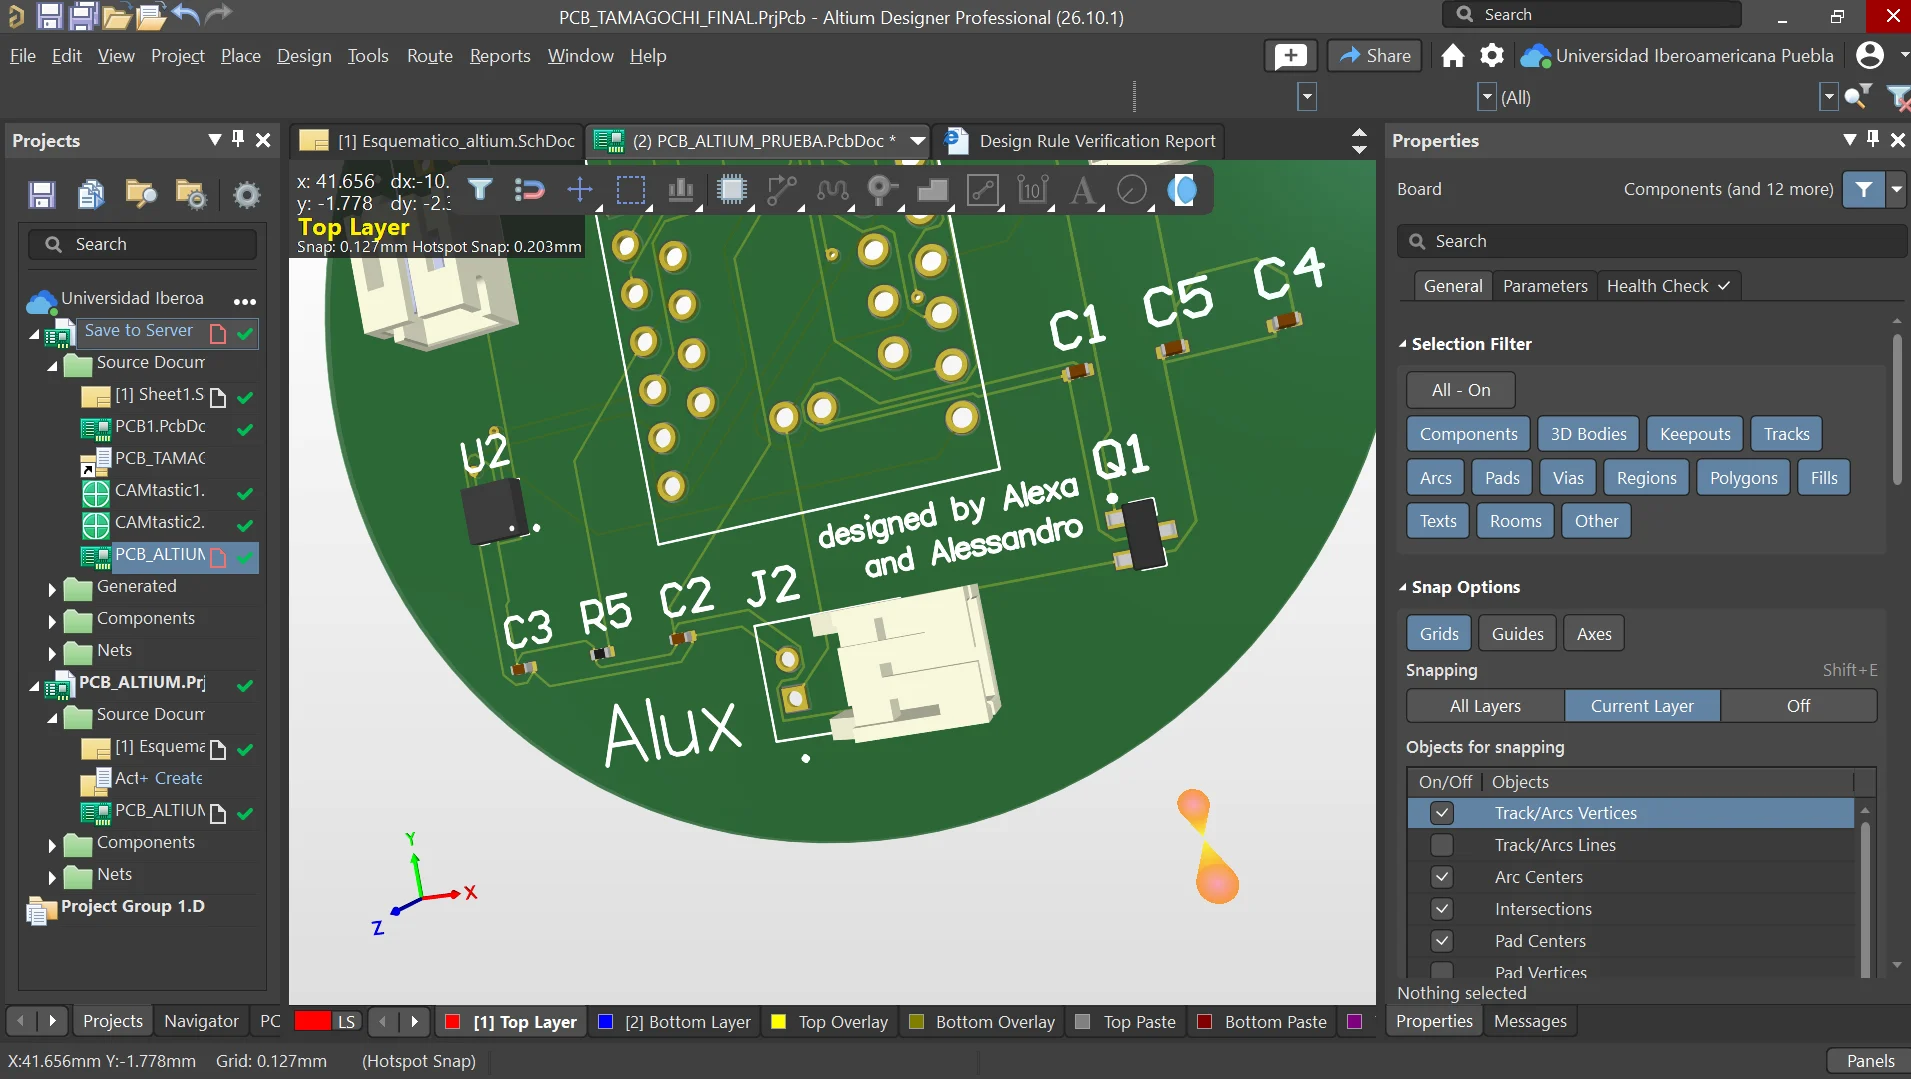 PCB_TAMAGOCHI_FINAL.PrjPcb - Altium Designer Professional (26.10.1)
Search
File Edit View Project Place Design Tools Route Reports Window Help
Share
Universidad Iberoamericana Puebla
(All)
Projects
[1] Esquematico_altium.SchDoc
(2) PCB_ALTIUM_PRUEBA.PcbDoc *
Design Rule Verification Report
Properties
x: 41.656 dx:-10.
y: -1.778 dy: -2.
Top Layer
Snap: 0.127mm Hotspot Snap: 0.203mm
Board
Components (and 12 more)
Search
Search
General
Parameters
Health Check
Universidad Iberoa
Save to Server
Source Docum
[1] Sheet1.S
PCB1.PcbDc
PCB_TAMAG
CAMtastic1.
CAMtastic2.
PCB_ALTIUM
Generated
Components
Nets
PCB_ALTIUM.Prj
Source Docum
[1] Esquema
Act+ Create
PCB_ALTIUM
Components
Nets
Project Group 1.D
C1
C5
C4
U2
Q1
designed by Alexa
and Alessandro
C3
R5
C2
J2
Alux
Y
X
Z
Selection Filter
All - On
Components
3D Bodies
Keepouts
Tracks
Arcs
Pads
Vias
Regions
Polygons
Fills
Texts
Rooms
Other
Snap Options
Grids
Guides
Axes
Snapping
Shift+E
All Layers
Current Layer
Off
Objects for snapping
On/Off
Objects
Track/Arcs Vertices
Track/Arcs Lines
Arc Centers
Intersections
Pad Centers
Pad Vertices
Nothing selected
Projects
Navigator
PC
LS
[1] Top Layer
[2] Bottom Layer
Top Overlay
Bottom Overlay
Top Paste
Bottom Paste
Properties
Messages
X:41.656mm Y:-1.778mm
Grid: 0.127mm
(Hotspot Snap)
Panels